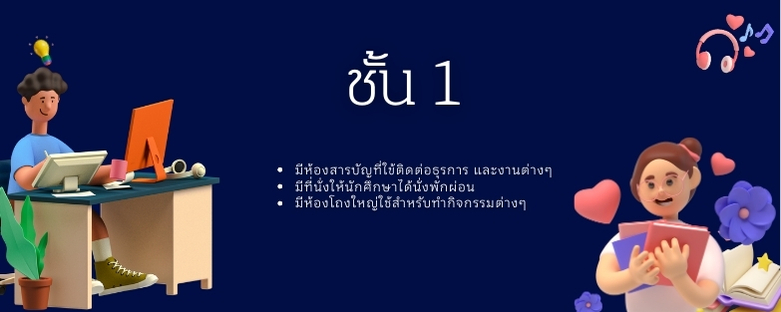 ชั้น 1
• มีห้องสารบัญที่ใช้ติดต่อธุรการ และงานต่างๆ
• มีที่นั่งให้นักศึกษาได้นั่งพักผ่อน
• มีห้องโถงใหญ่ใช้สำหรับทำกิจกรรมต่างๆ